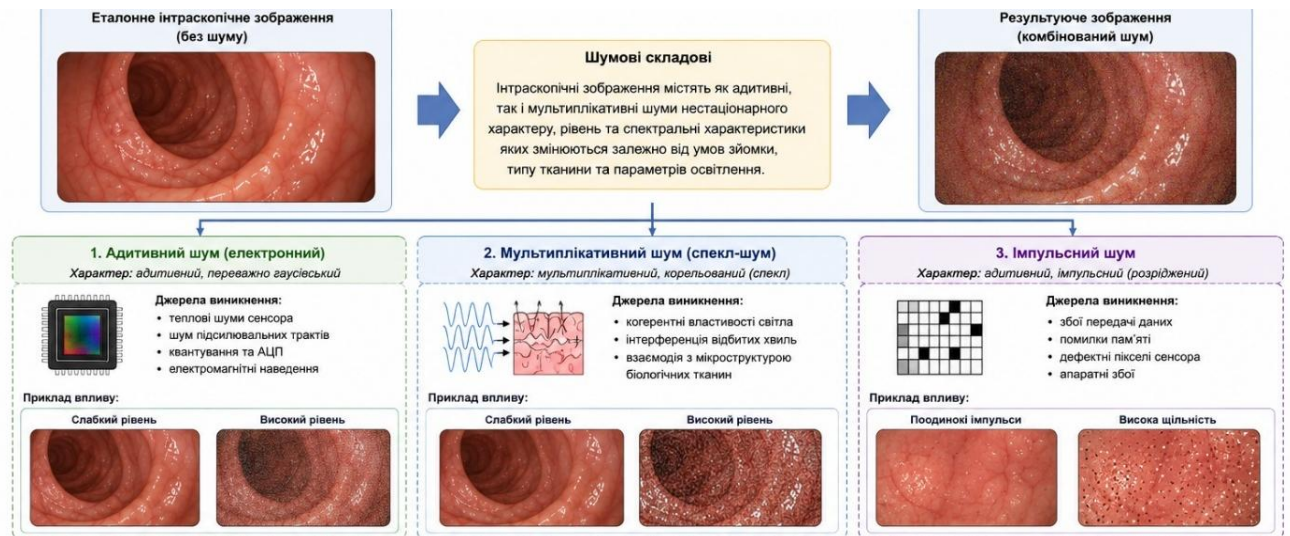 Еталонне інтраскопічне зображення
(без шуму)
Шумові складові
Інтраскопічні зображення містять як адитивні,
так і мультиплікативні шуми нестаціонарного
характеру, рівень та спектральні характеристики
яких змінюються залежно від умов зйомки,
типу тканини та параметрів освітлення.
Результуюче зображення
(комбінований шум)
1. Адитивний шум (електронний)
Характер: адитивний, переважно гаусівський
Джерела виникнення:
• теплові шуми сенсора
• шум підсилювальних трактів
• квантування та АЦП
• електромагнітні наведення
Приклад впливу:
Слабкий рівень
Високий рівень
2. Мультиплікативний шум (спекл-шум)
Характер: мультиплікативний, корельований (спекл)
Джерела виникнення:
• когерентні властивості світла
• інтерференція відбитих хвиль
• взаємодія з мікроструктурою
біологічних тканин
Приклад впливу:
Слабкий рівень
Високий рівень
3. Імпульсний шум
Характер: адитивний, імпульсний (розріджений)
Джерела виникнення:
• збої передачі даних
• помилки пам'яті
• дефектні пікселі сенсора
• апаратні збої
Приклад впливу:
Поодинокі імпульси
Висока щільність